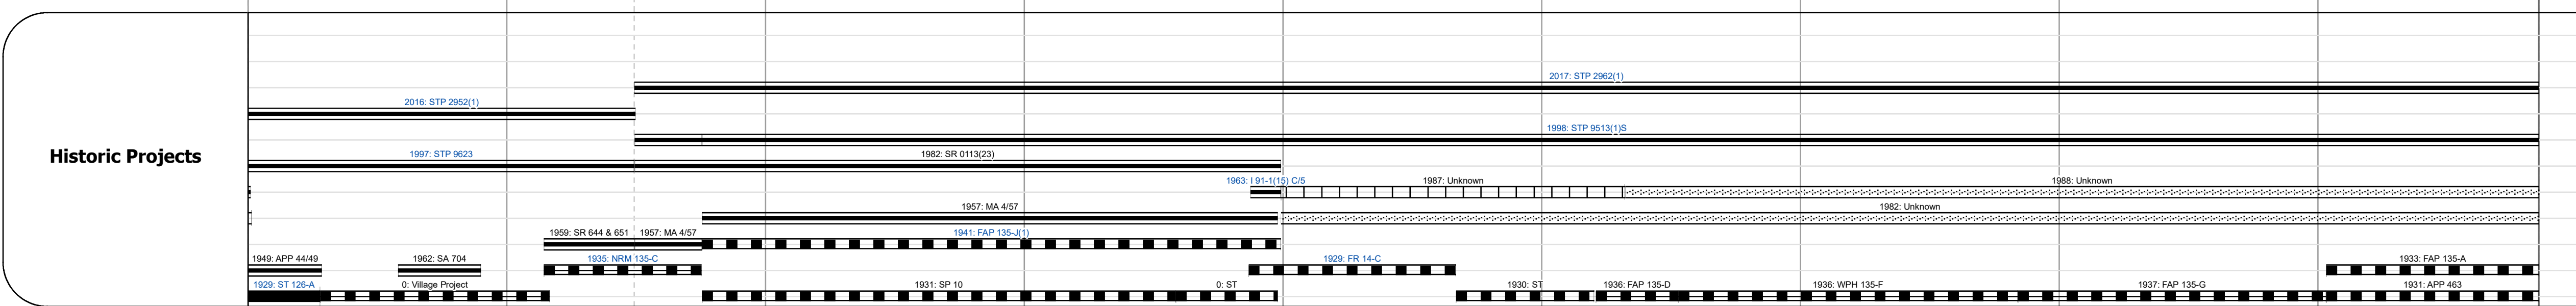 2017: STP 2962(1)
2016: STP 2952(1)
1998: STP 9513(1)S
Historic Projects
1997: STP 9623 1982: SR 0113(23)
1963: I 91-1(15) C/5 1987: Unknown 1988: Unknown
1957: MA 4/57 1982: Unknown
1959: SR 644 & 651 1957: MA 4/57 1941: FAP 135-J(1)
1949: APP 44/49 1962: SA 704 1935: NRM 135-C 1929: FR 14-C 1933: FAP 135-A
1929: ST 126-A 0: Village Project 1931: SP 10 0: ST 1930: ST 1936: FAP 135-D 1936: WPH 135-F 1937: FAP 135-G 1931: APP 463